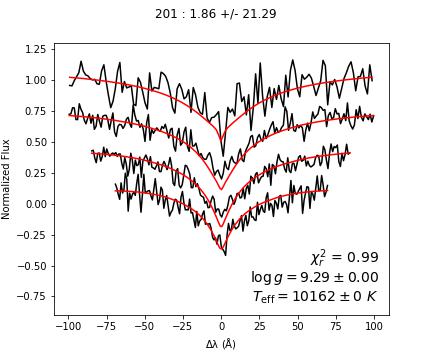 201 : 1.86 +/- 21.29
1.25
1.00
0.75
0.50
0.25
0.00
−0.25
−0.50
−0.75
Normalized Flux
χ²ᵣ = 0.99
log g = 9.29 ± 0.00
T_eff = 10162 ± 0 K
−100 −75 −50 −25 0 25 50 75 100
Δλ (Å)